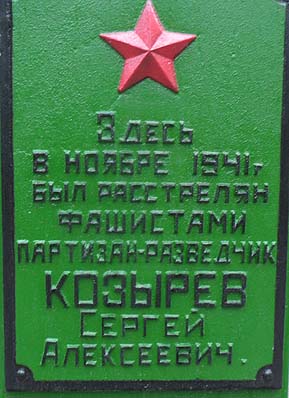 Здесь
в ноябре 1941г
был расстрелян
фашистами
партизан-разведчик
КОЗЫРЕВ
Сергей
Алексеевич.